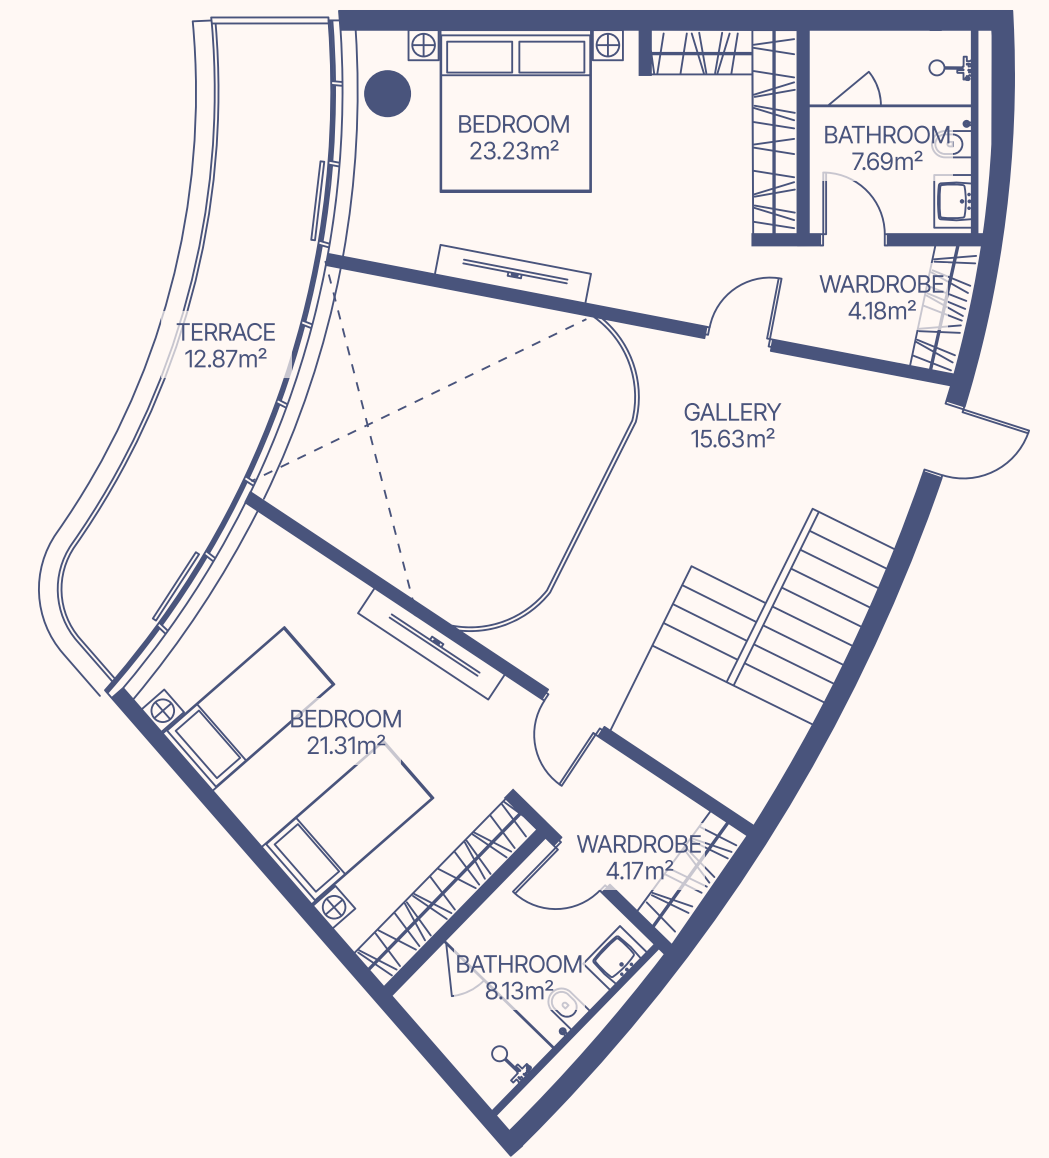 BEDROOM
23.23m²
BATHROOM
7.69m²
WARDROBE
4.18m²
TERRACE
12.87m²
GALLERY
15.63m²
BEDROOM
21.31m²
WARDROBE
4.17m²
BATHROOM
8.13m²